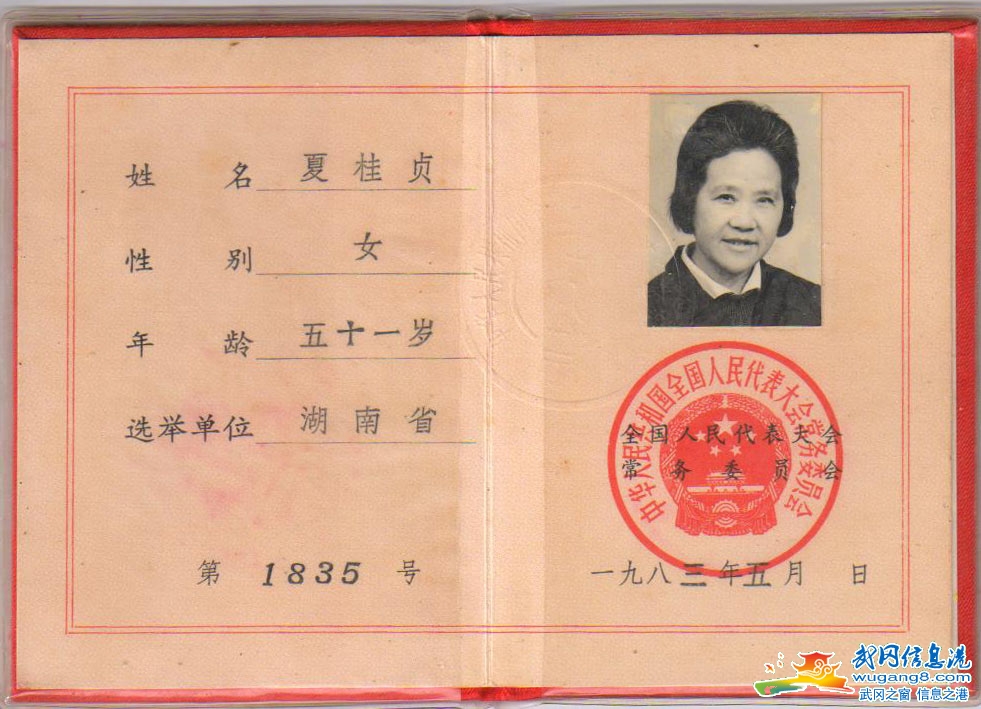 姓 名 夏桂贞
性 别 女
年 龄 五十一岁
选举单位 湖南省
第 1835 号
中华人民共和国全国人民代表大会常务委员会
全国人民代表大会
常务委员会
一九八三年五月 日
武冈信息港
wugang8.com
武冈之窗 信息之港